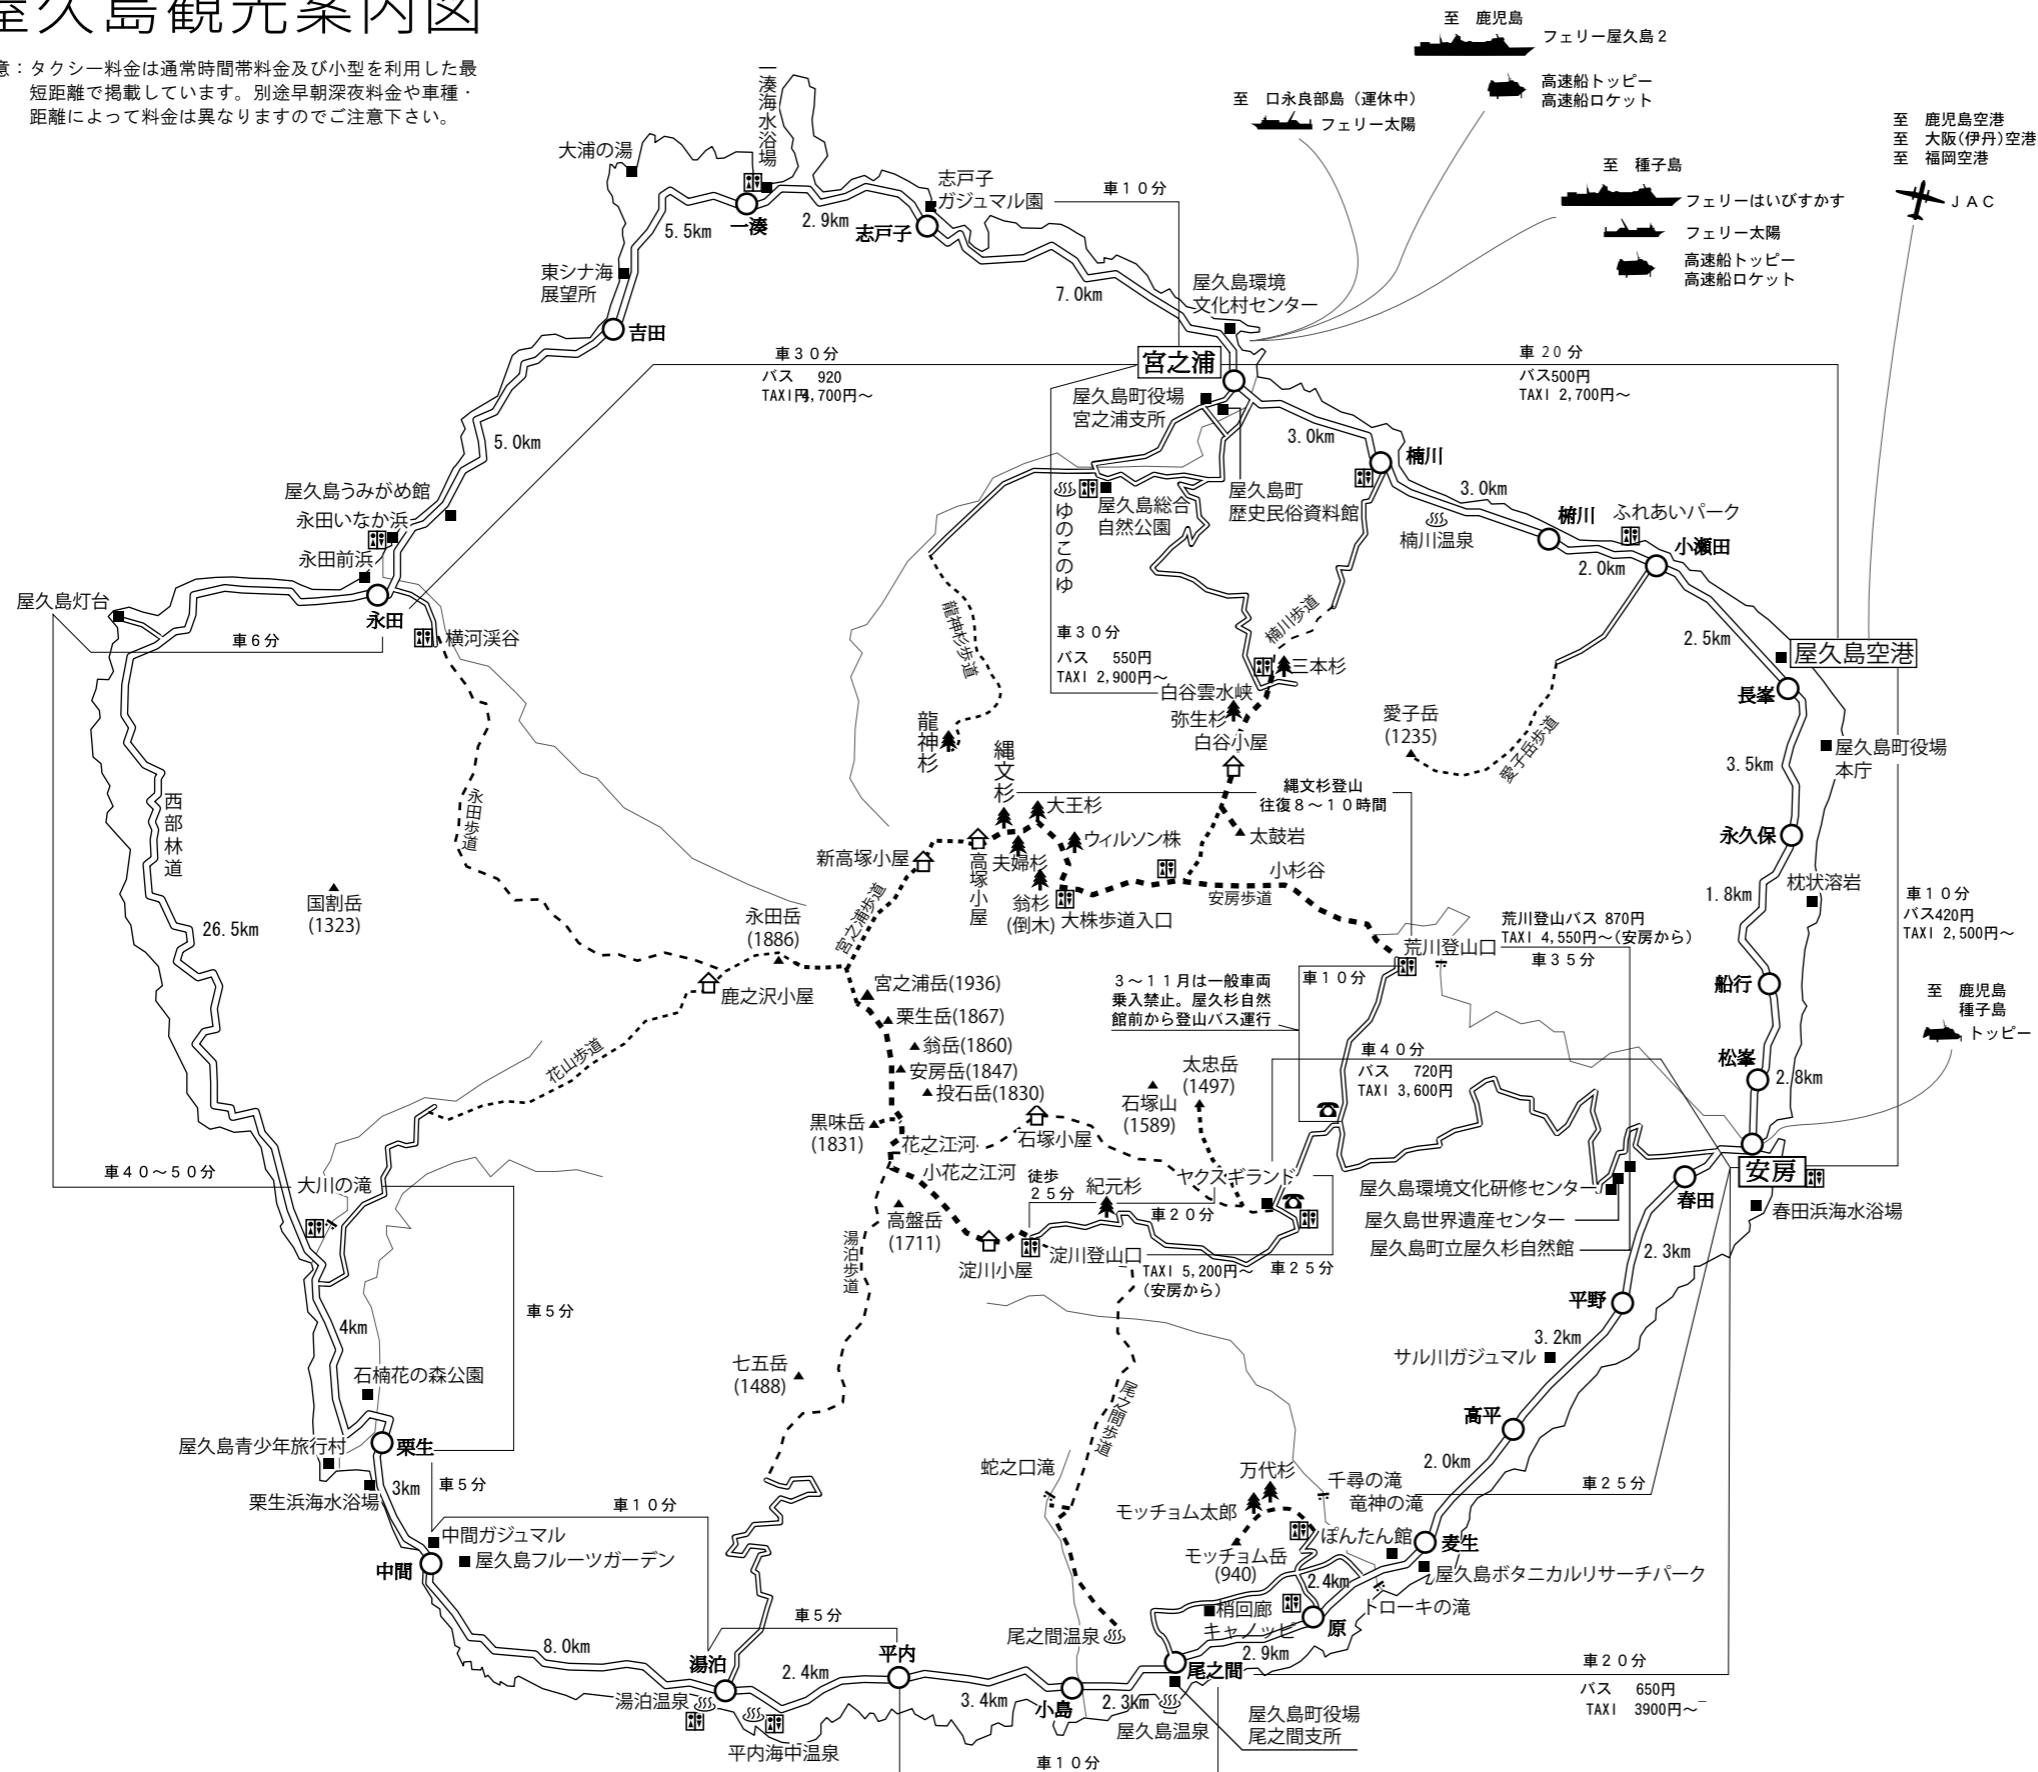 屋久島観光案内図
意：タクシー料金は通常時間帯料金及び小型を利用した最
短距離で掲載しています。別途早朝深夜料金や車種・
距離によって料金は異なりますのでご注意下さい。
至　鹿児島
フェリー屋久島２
高速船トッピー
高速船ロケット
至　口永良部島（運休中）
フェリー太陽
至　種子島
フェリーはいびすかす
フェリー太陽
高速船トッピー
高速船ロケット
至　鹿児島空港
至　大阪(伊丹)空港
至　福岡空港
ＪＡＣ
一湊海水浴場
大浦の湯
志戸子
ガジュマル園
車１０分
5.5km
一湊
2.9km
志戸子
7.0km
東シナ海
展望所
吉田
屋久島環境
文化村センター
宮之浦
車３０分
バス　920
TAXI円4,700円～
車 20 分
バス500円
TAXI 2,700円～
屋久島町役場
宮之浦支所
5.0km
3.0km
楠川
3.0km
屋久島うみがめ館
永田いなか浜
永田前浜
屋久島灯台
永田
車６分
横河渓谷
ゆのこのゆ
屋久島総合
自然公園
屋久島町
歴史民俗資料館
楠川温泉
椨川
ふれあいパーク
小瀬田
2.0km
2.5km
屋久島空港
長峯
屋久島町役場
本庁
3.5km
永久保
枕状溶岩
1.8km
車１０分
バス420円
TAXI 2,500円～
船行
松峯
2.8km
至　鹿児島
種子島
トッピー
龍神杉歩道
龍神杉
楠川歩道
三本杉
車３０分
バス　550円
TAXI 2,900円～
白谷雲水峡
弥生杉
白谷小屋
愛子岳
(1235)
愛子岳歩道
縄文杉
縄文杉登山
往復８～１０時間
大王杉
ウィルソン株
太鼓岩
夫婦杉
高塚小屋
新高塚小屋
翁杉
(倒木)
大株歩道入口
小杉谷
安房歩道
西部林道
26.5km
国割岳
(1323)
永田歩道
永田岳
(1886)
宮之浦歩道
鹿之沢小屋
花山歩道
荒川登山口
荒川登山バス 870円
TAXI 4,550円～(安房から)
車３５分
車１０分
３～１１月は一般車両
乗入禁止。屋久杉自然
館前から登山バス運行
宮之浦岳(1936)
栗生岳(1867)
翁岳(1860)
安房岳(1847)
投石岳(1830)
黒味岳
(1831)
花之江河
小花之江河
石塚小屋
石塚山
(1589)
太忠岳
(1497)
車４０分
バス　720円
TAXI 3,600円
ヤクスギランド
徒歩
２５分
紀元杉
車２０分
高盤岳
(1711)
淀川小屋
淀川登山口
TAXI 5,200円～
（安房から）
車２５分
屋久島環境文化研修センター
屋久島世界遺産センター
屋久島町立屋久杉自然館
安房
春田
春田浜海水浴場
2.3km
平野
3.2km
サル川ガジュマル
高平
2.0km
車２５分
車４０～５０分
大川の滝
車５分
4km
石楠花の森公園
屋久島青少年旅行村
栗生
栗生浜海水浴場
3km
車５分
車１０分
中間ガジュマル
中間
屋久島フルーツガーデン
湯泊歩道
七五岳
(1488)
尾之間歩道
蛇之口滝
万代杉
モッチョム太郎
モッチョム岳
(940)
千尋の滝
竜神の滝
ぽんたん館
麦生
屋久島ボタニカルリサーチパーク
2.4km
トローキの滝
梢回廊
キャノッピ
原
2.9km
尾之間温泉
尾之間
8.0km
湯泊
湯泊温泉
車５分
2.4km
平内
平内海中温泉
3.4km
小島
2.3km
屋久島温泉
屋久島町役場
尾之間支所
車１０分
車２０分
バス　650円
TAXI　3900円～